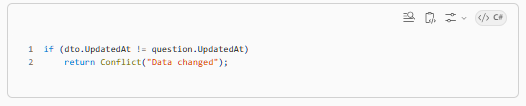 </> C#
1 if (dto.UpdatedAt != question.UpdatedAt)
2     return Conflict("Data changed");